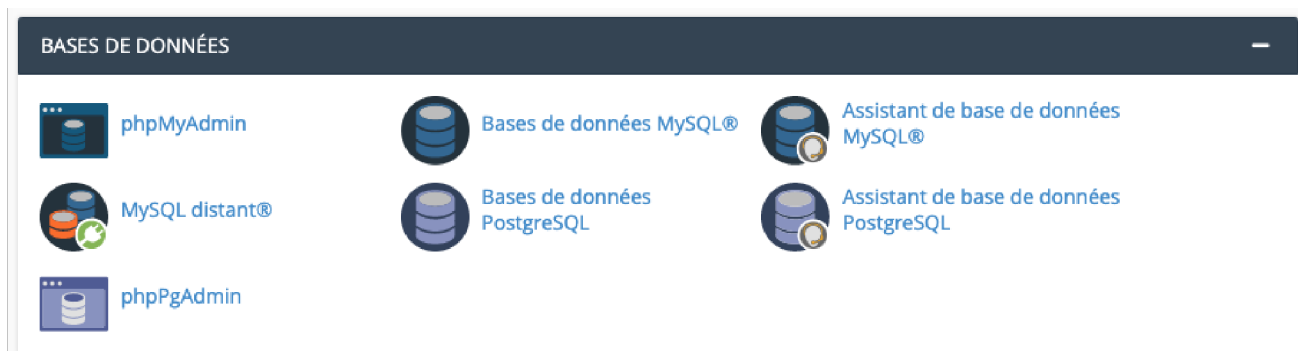 BASES DE DONNÉES
phpMyAdmin
Bases de données MySQL®
Assistant de base de données
MySQL®
MySQL distant®
Bases de données
PostgreSQL
Assistant de base de données
PostgreSQL
phpPgAdmin